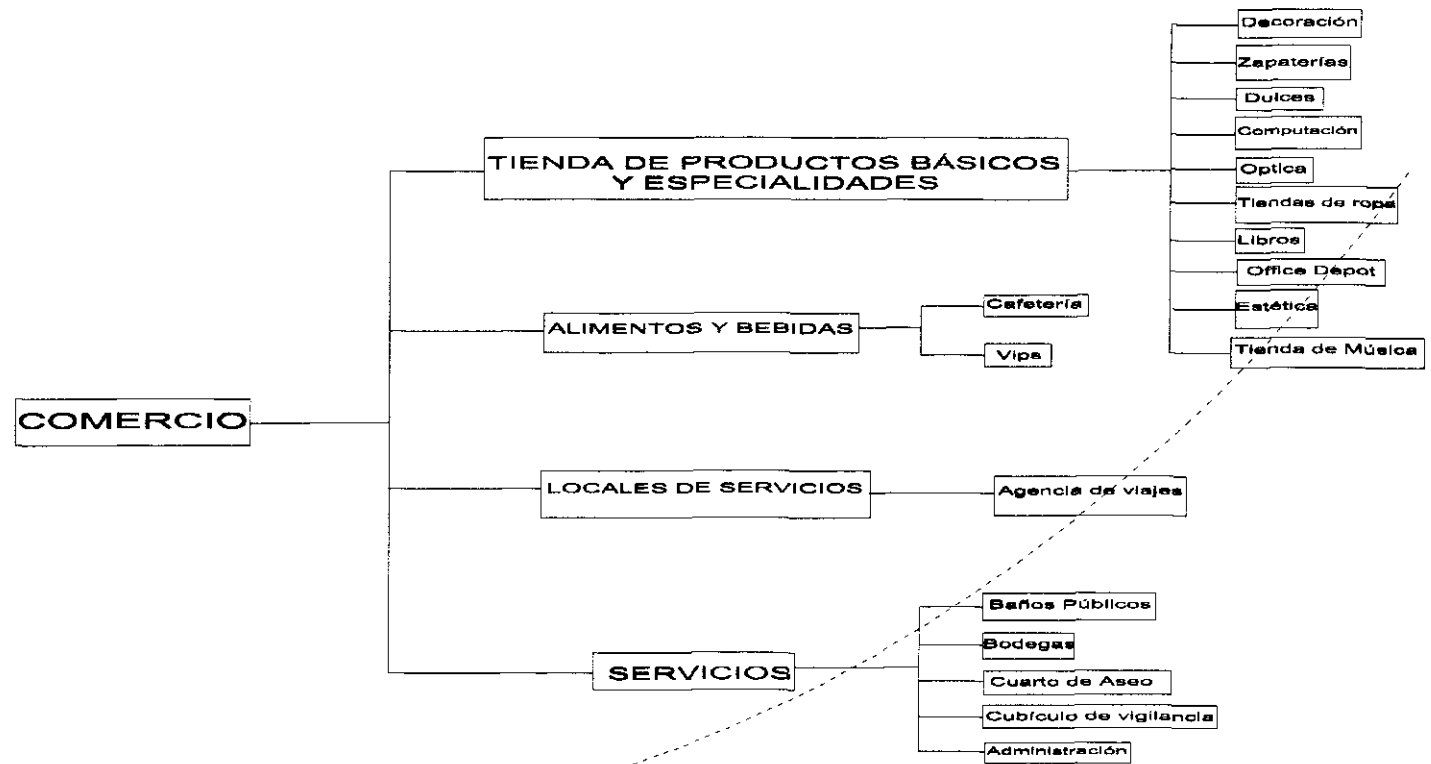 COMERCIO
TIENDA DE PRODUCTOS BÁSICOS
Y ESPECIALIDADES
Decoración
Zapaterías
Dulces
Computación
Optica
Tiendas de ropa
Libros
Office Depot
Estética
Tienda de Música
ALIMENTOS Y BEBIDAS
Cafetería
Vips
LOCALES DE SERVICIOS
Agencia de viajes
SERVICIOS
Baños Públicos
Bodegas
Cuarto de Aseo
Cubículo de vigilancia
Administración